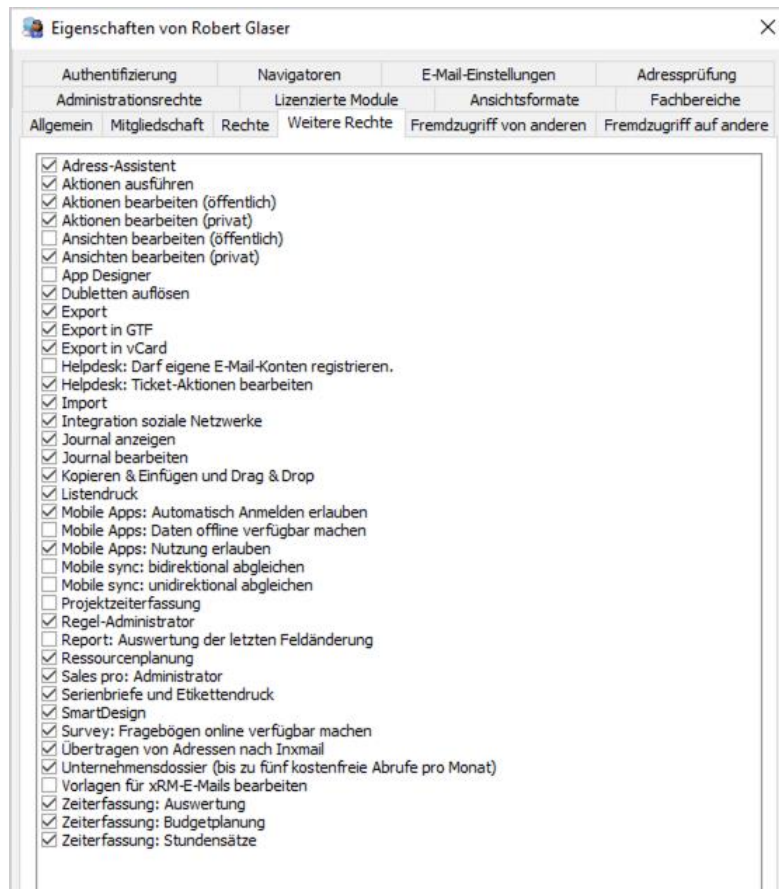 Eigenschaften von Robert Glaser
Authentifizierung Navigatoren E-Mail-Einstellungen Adressprüfung
Administrationsrechte Lizenzierte Module Ansichtsformate Fachbereiche
Allgemein Mitgliedschaft Rechte Weitere Rechte Fremdzugriff von anderen Fremdzugriff auf andere
Adress-Assistent
Aktionen ausführen
Aktionen bearbeiten (öffentlich)
Aktionen bearbeiten (privat)
Ansichten bearbeiten (öffentlich)
Ansichten bearbeiten (privat)
App Designer
Dubletten auflösen
Export
Export in GTF
Export in vCard
Helpdesk: Darf eigene E-Mail-Konten registrieren.
Helpdesk: Ticket-Aktionen bearbeiten
Import
Integration soziale Netzwerke
Journal anzeigen
Journal bearbeiten
Kopieren & Einfügen und Drag & Drop
Listendruck
Mobile Apps: Automatisch Anmelden erlauben
Mobile Apps: Daten offline verfügbar machen
Mobile Apps: Nutzung erlauben
Mobile sync: bidirektional abgleichen
Mobile sync: unidirektional abgleichen
Projektzeiterfassung
Regel-Administrator
Report: Auswertung der letzten Feldänderung
Ressourcenplanung
Sales pro: Administrator
Serienbriefe und Etikettendruck
SmartDesign
Survey: Fragebögen online verfügbar machen
Übertragen von Adressen nach Inxmail
Unternehmensdossier (bis zu fünf kostenfreie Abrufe pro Monat)
Vorlagen für xRM-E-Mails bearbeiten
Zeiterfassung: Auswertung
Zeiterfassung: Budgetplanung
Zeiterfassung: Stundensätze